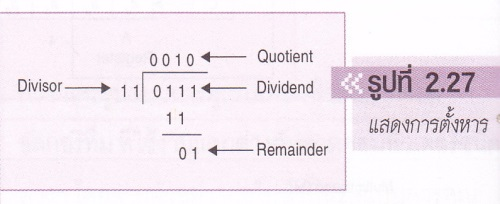 0010 Quotient
Divisor 11 0111 Dividend
11
01 Remainder
รูปที่ 2.27
แสดงการตั้งหาร